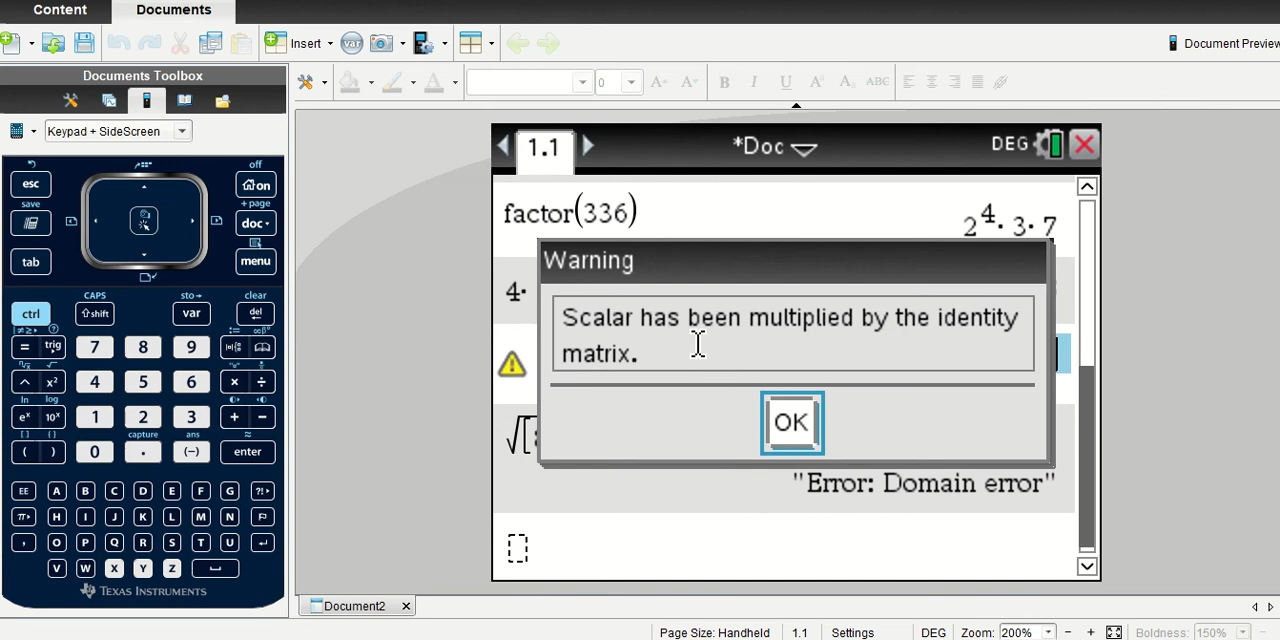 Content Documents
Insert var Document Preview
Documents Toolbox
0 A A B I U A A ABC
Keypad + SideScreen
1.1 *Doc DEG
factor(336) 2^4·3·7
Warning
4·
Scalar has been multiplied by the identity
matrix.
OK
√[
"Error: Domain error"
off
esc on
save + page
doc
tab menu
CAPS sto→ clear
ctrl shift var del
= trig 7 8 9
^ x² 4 5 6 × ÷
ln log
eˣ 10ˣ 1 2 3 + −
[ ] { } capture ans ≈
( ) 0 . (−) enter
EE A B C D E F G ?!
π H I J K L M N
, O P Q R S T U
V W X Y Z
TEXAS INSTRUMENTS
Document2
Page Size: Handheld 1.1 Settings DEG Zoom: 200% − + Boldness: 150% −